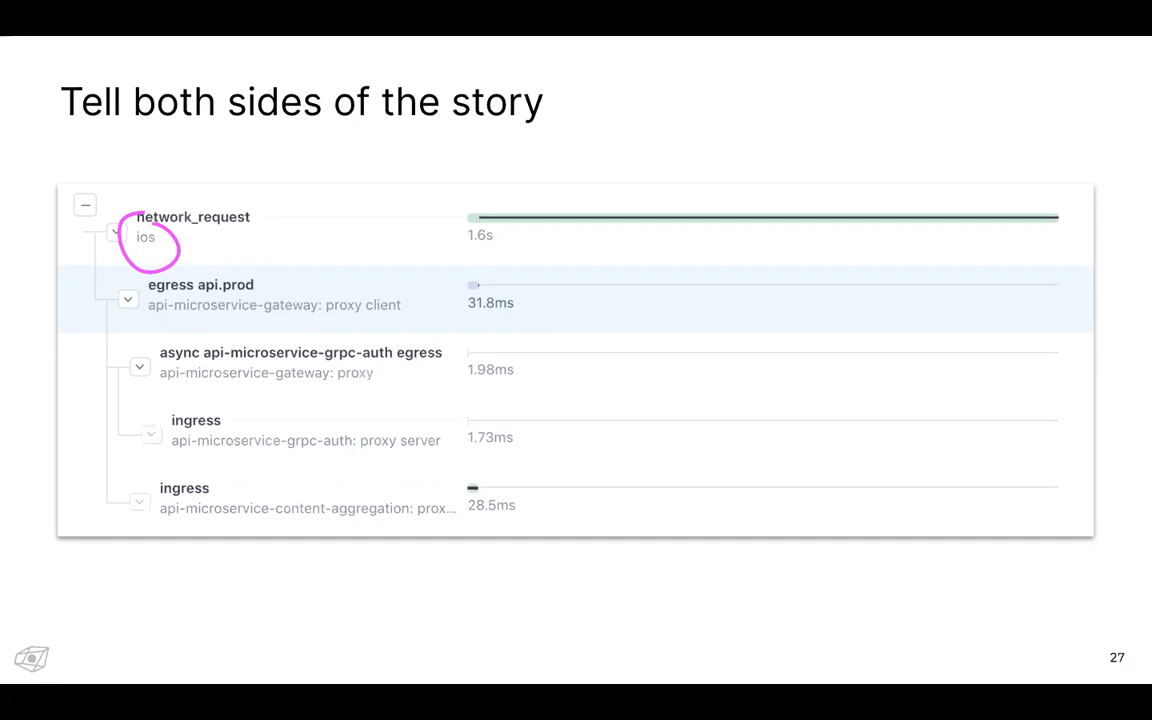 Tell both sides of the story
network_request
ios
1.6s
egress api.prod
api-microservice-gateway: proxy client
31.8ms
async api-microservice-grpc-auth egress
api-microservice-gateway: proxy
1.98ms
ingress
api-microservice-grpc-auth: proxy server
1.73ms
ingress
api-microservice-content-aggregation: prox...
28.5ms
27